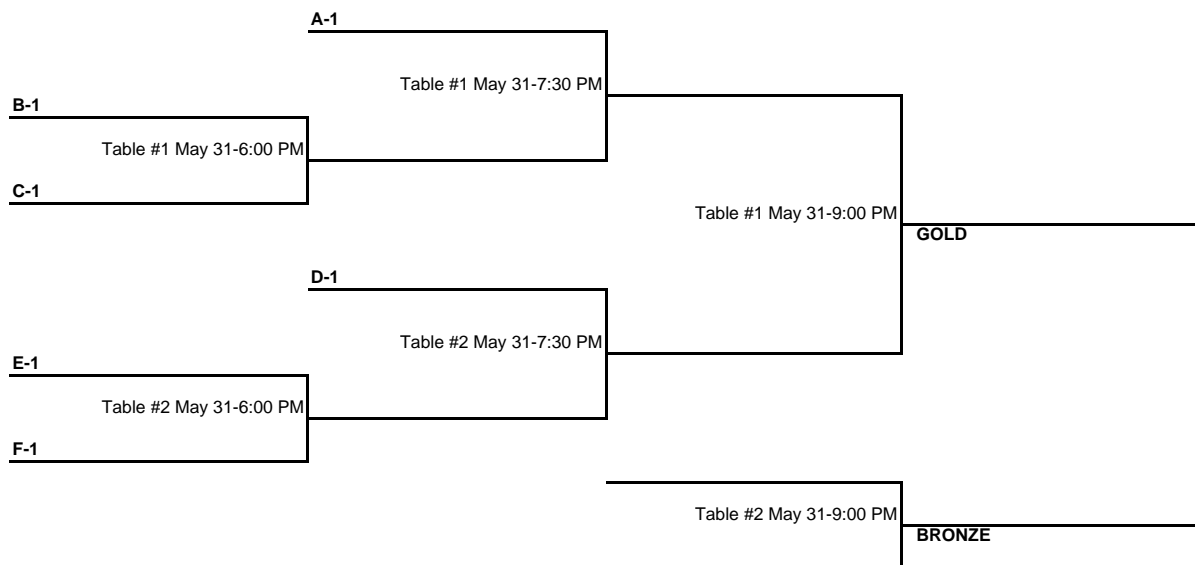 A-1
Table #1 May 31-7:30 PM
B-1
Table #1 May 31-6:00 PM
C-1
Table #1 May 31-9:00 PM
GOLD
D-1
Table #2 May 31-7:30 PM
E-1
Table #2 May 31-6:00 PM
F-1
Table #2 May 31-9:00 PM
BRONZE